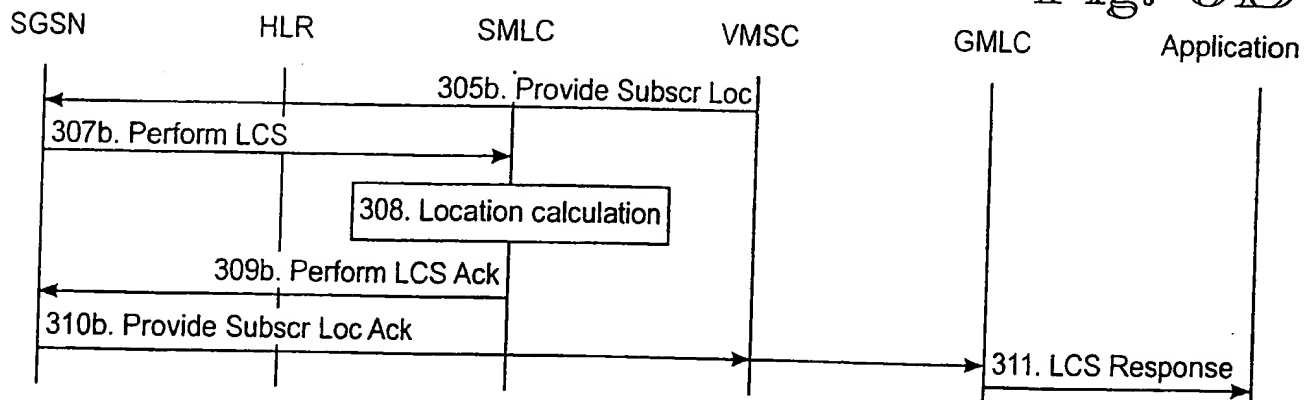 SGSN HLR SMLC VMSC GMLC Application
305b. Provide Subscr Loc
307b. Perform LCS
308. Location calculation
309b. Perform LCS Ack
310b. Provide Subscr Loc Ack
311. LCS Response